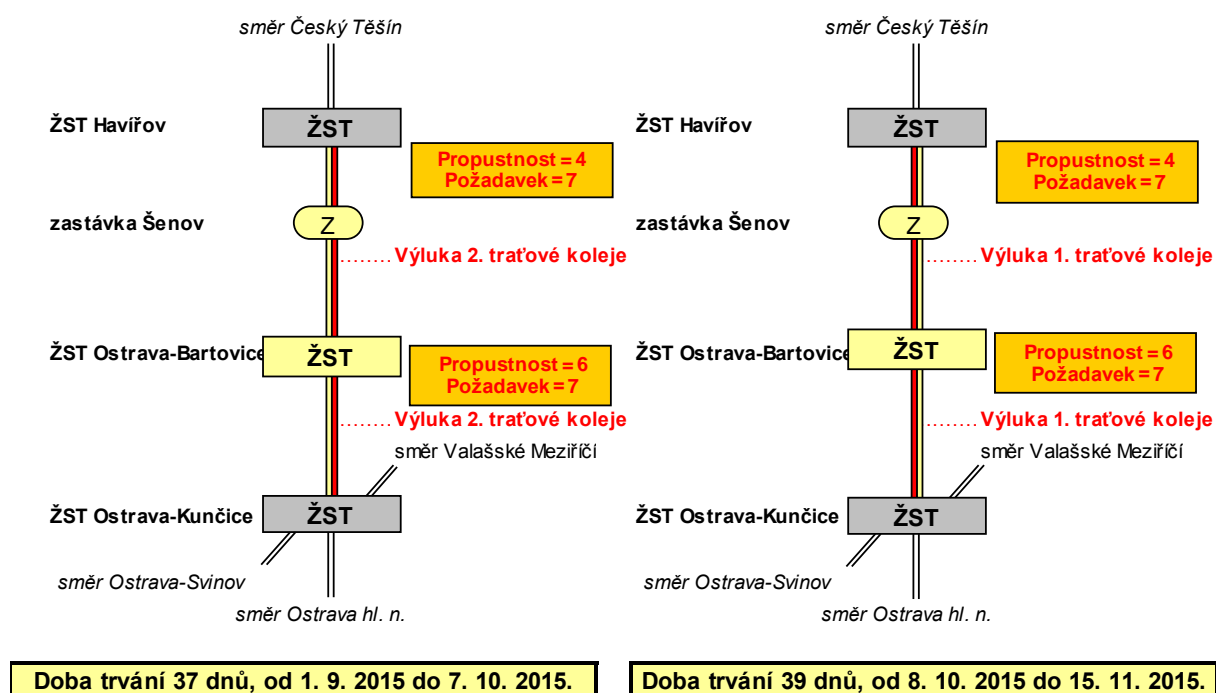 směr Český Těšín
ŽST Havířov
ŽST
Propustnost = 4
Požadavek = 7
zastávka Šenov
Z
Výluka 2. traťové koleje
ŽST Ostrava-Bartovice
ŽST
Propustnost = 6
Požadavek = 7
Výluka 2. traťové koleje
směr Valašské Meziříčí
ŽST Ostrava-Kunčice
ŽST
směr Ostrava-Svinov
směr Ostrava hl. n.
Doba trvání 37 dnů, od 1. 9. 2015 do 7. 10. 2015.
směr Český Těšín
ŽST Havířov
ŽST
Propustnost = 4
Požadavek = 7
zastávka Šenov
Z
Výluka 1. traťové koleje
ŽST Ostrava-Bartovice
ŽST
Propustnost = 6
Požadavek = 7
Výluka 1. traťové koleje
směr Valašské Meziříčí
ŽST Ostrava-Kunčice
ŽST
směr Ostrava-Svinov
směr Ostrava hl. n.
Doba trvání 39 dnů, od 8. 10. 2015 do 15. 11. 2015.